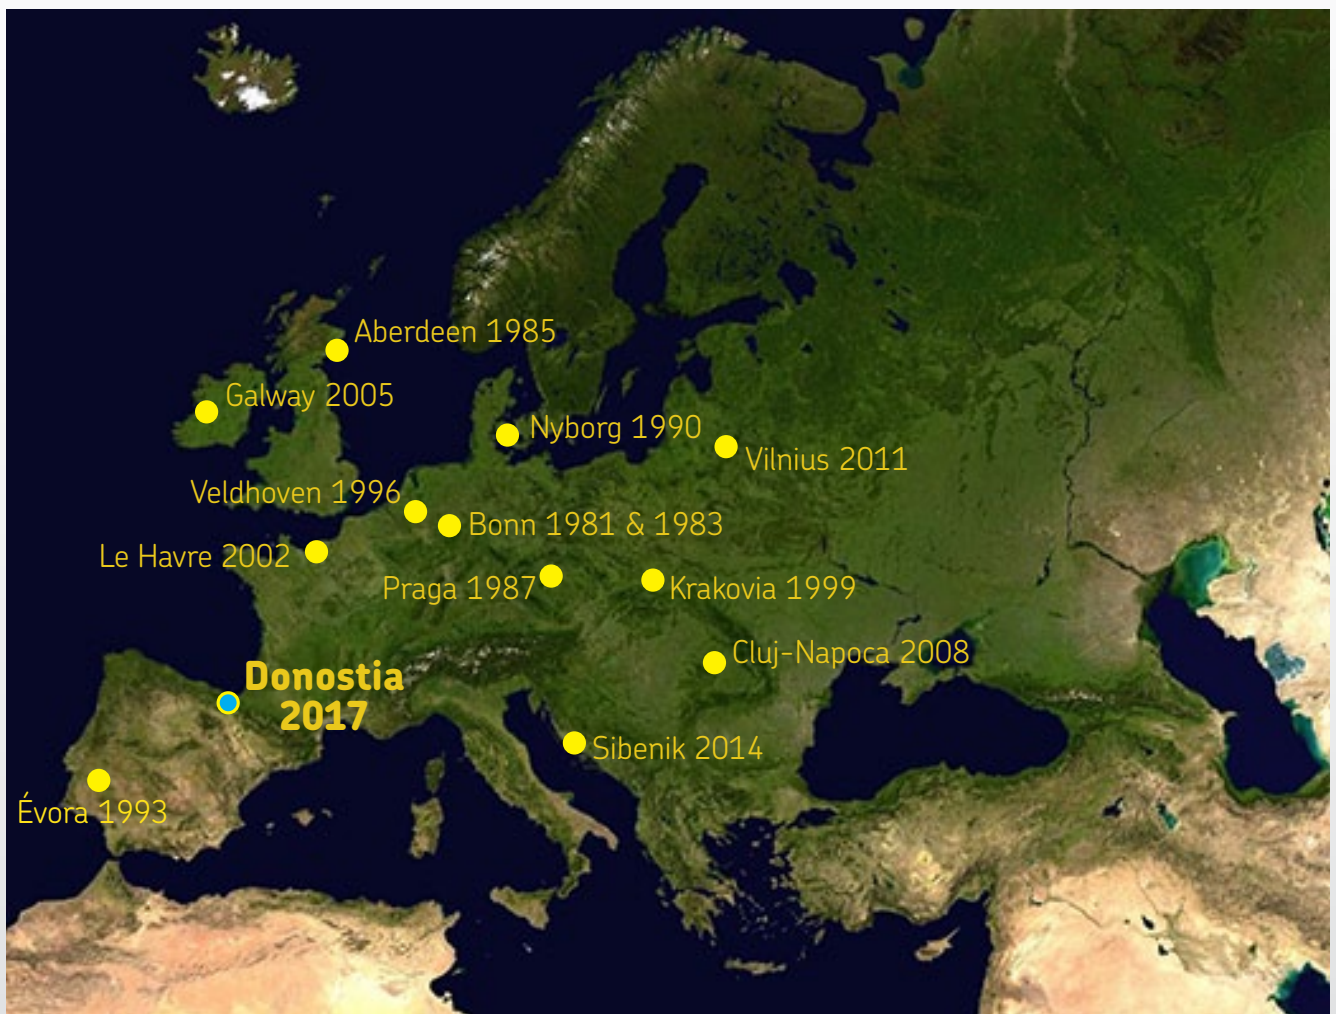 Aberdeen 1985
Galway 2005
Nyborg 1990
Vilnius 2011
Veldhoven 1996
Bonn 1981 & 1983
Le Havre 2002
Praga 1987
Krakovia 1999
Cluj-Napoca 2008
Donostia
2017
Sibenik 2014
Évora 1993